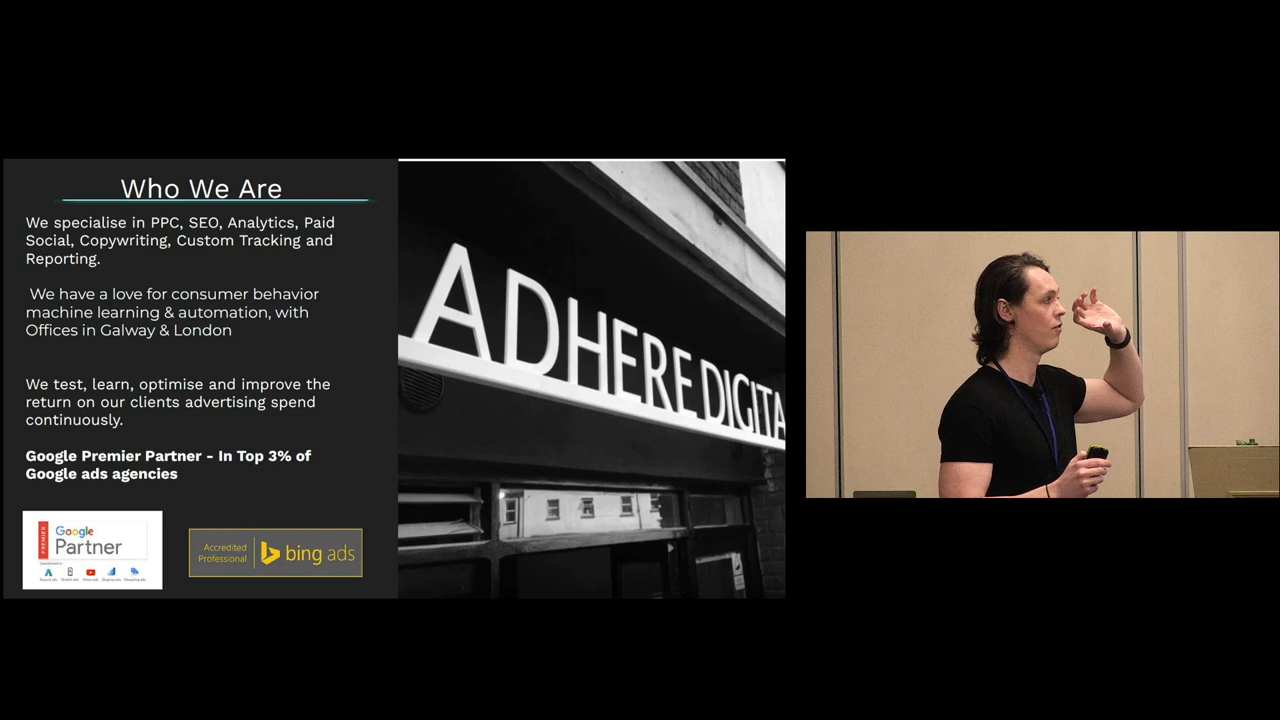 Who We Are
We specialise in PPC, SEO, Analytics, Paid
Social, Copywriting, Custom Tracking and
Reporting.
We have a love for consumer behavior
machine learning & automation, with
Offices in Galway & London
We test, learn, optimise and improve the
return on our clients advertising spend
continuously.
Google Premier Partner - In Top 3% of
Google ads agencies
PREMIER
Google
Partner
Accredited
Professional
bing ads
ADHERE DIGITA